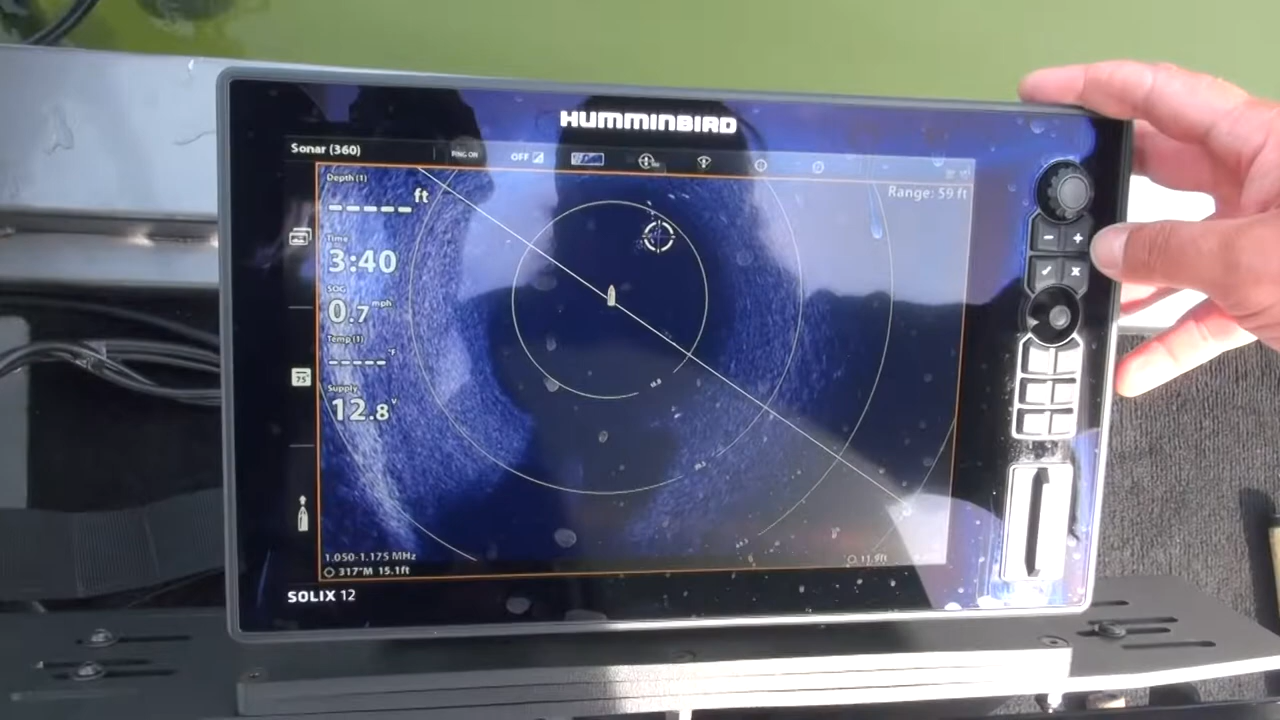 HUMMINBIRD
Sonar (360)
PING ON
OFF
Depth (1)
----- ft
Range: 59 ft
Time
3:40
SOG
0.7 mph
Temp (1)
----- °F
Supply
12.8 V
75
1.050-1.175 MHz
317°M 15.1ft
11.9ft
SOLIX 12